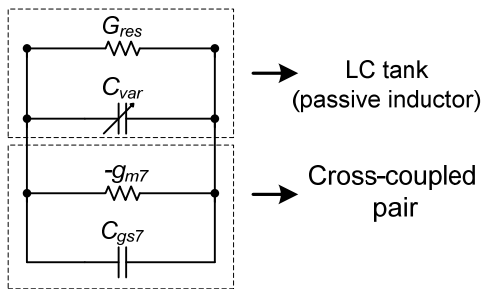 Gres
Cvar
LC tank
(passive inductor)
-gm7
Cgs7
Cross-coupled
pair